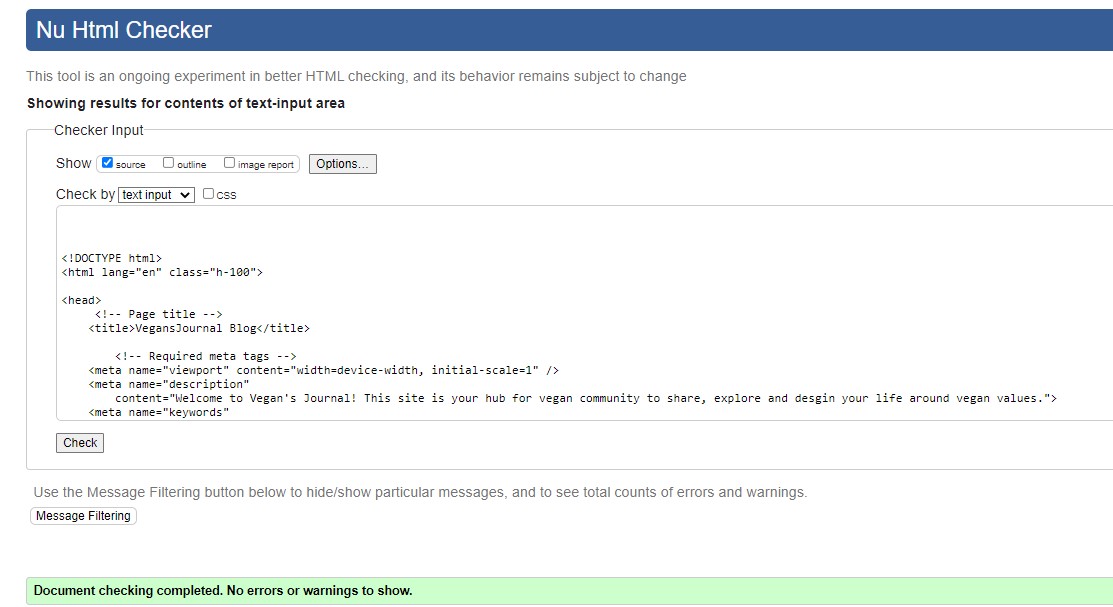 Nu Html Checker
This tool is an ongoing experiment in better HTML checking, and its behavior remains subject to change
Showing results for contents of text-input area
Checker Input
Show source outline image report Options...
Check by text input css
<!DOCTYPE html>
<html lang="en" class="h-100">
<head>
<!-- Page title -->
<title>VegansJournal Blog</title>
<!-- Required meta tags -->
<meta name="viewport" content="width=device-width, initial-scale=1" />
<meta name="description"
content="Welcome to Vegan's Journal! This site is your hub for vegan community to share, explore and desgin your life around vegan values.">
<meta name="keywords"
Check
Use the Message Filtering button below to hide/show particular messages, and to see total counts of errors and warnings.
Message Filtering
Document checking completed. No errors or warnings to show.